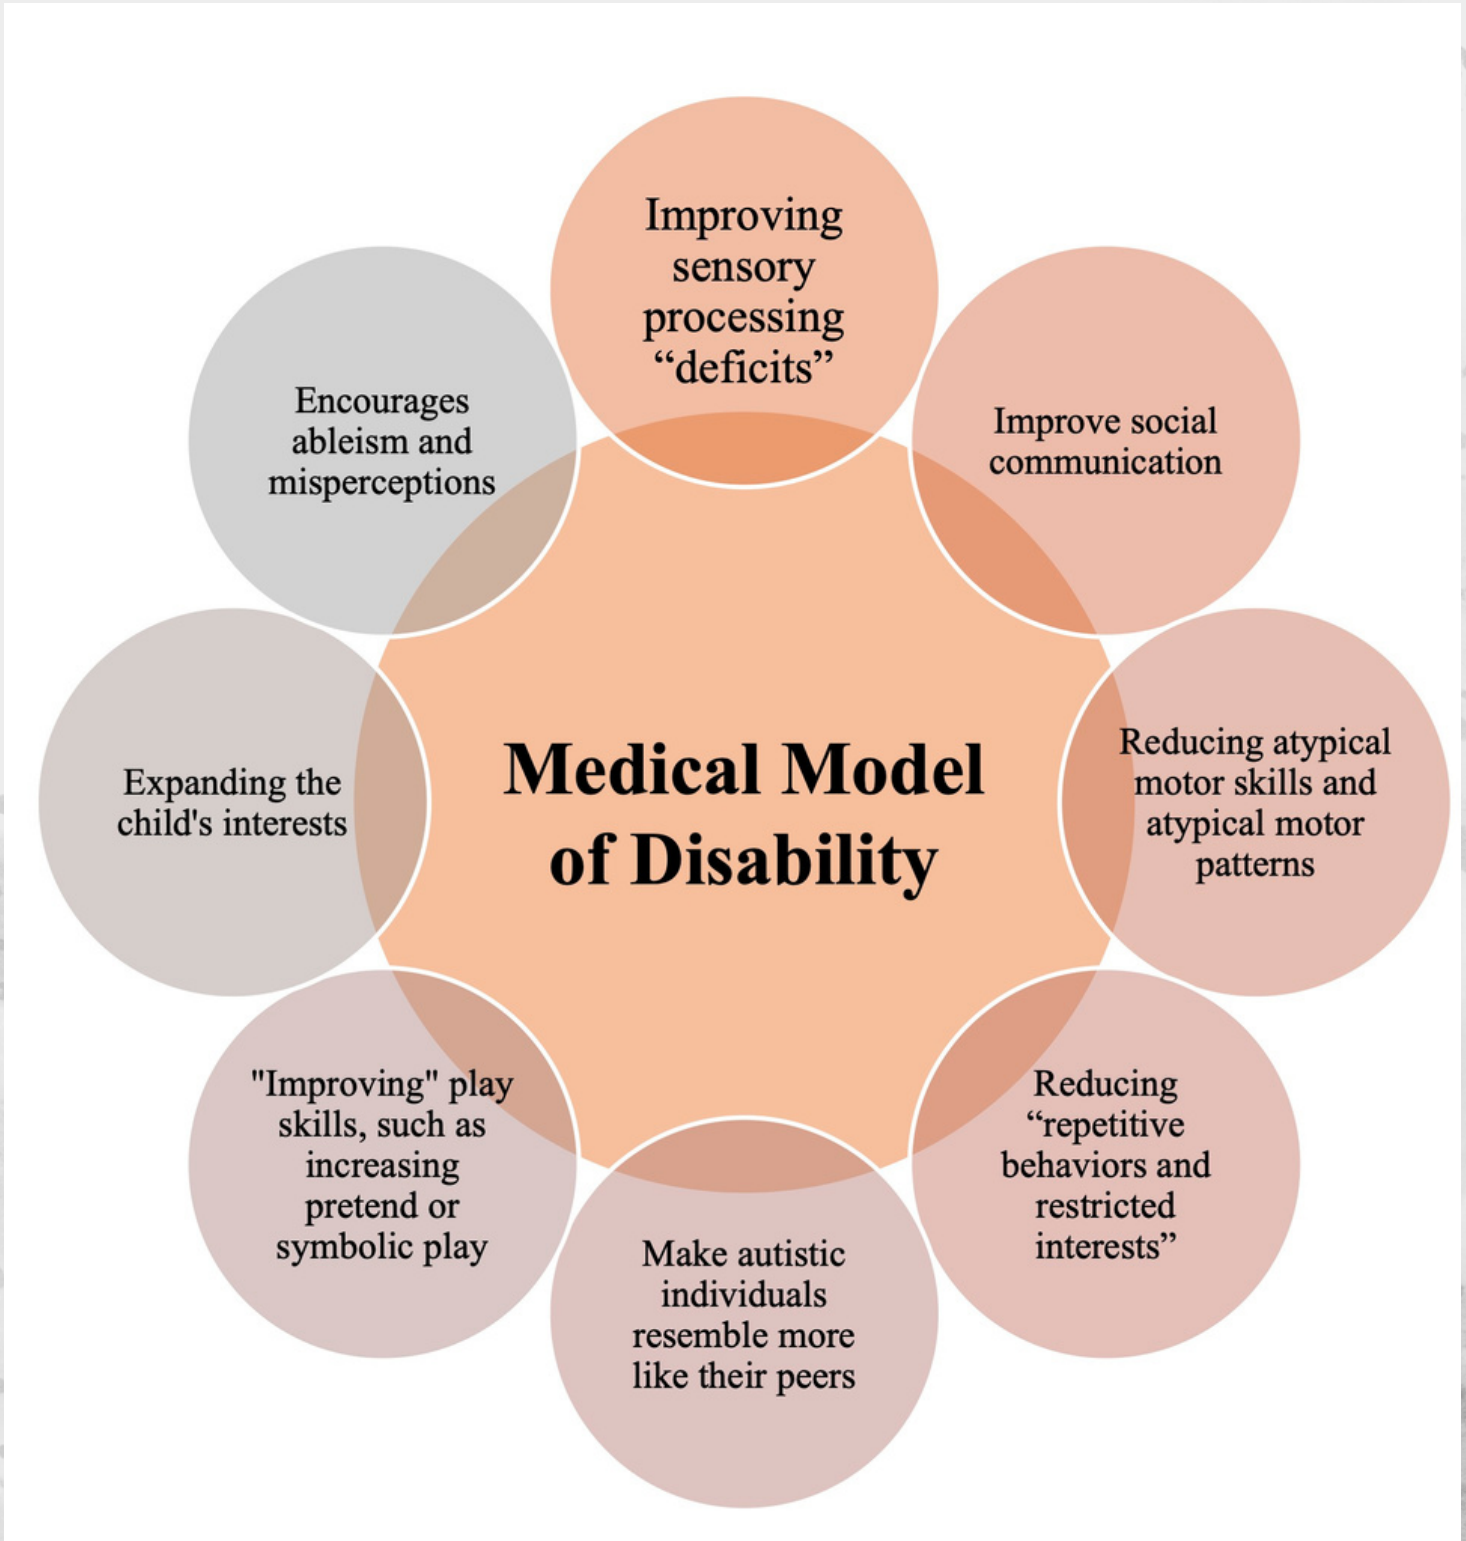 Improving
sensory
processing
“deficits”
Improve social
communication
Reducing atypical
motor skills and
atypical motor
patterns
Reducing
“repetitive
behaviors and
restricted
interests”
Make autistic
individuals
resemble more
like their peers
"Improving" play
skills, such as
increasing
pretend or
symbolic play
Expanding the
child's interests
Encourages
ableism and
misperceptions
Medical Model
of Disability